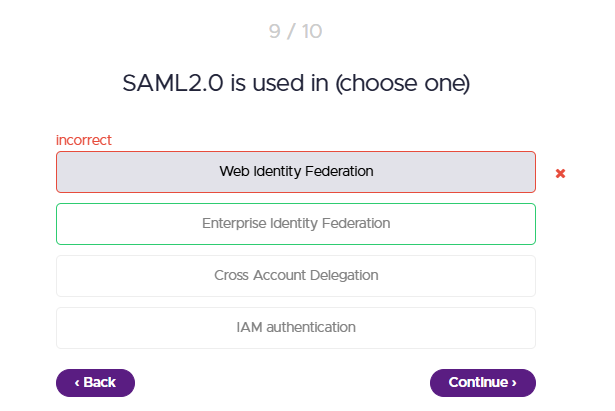 9 / 10
SAML2.0 is used in (choose one)
incorrect
Web Identity Federation
Enterprise Identity Federation
Cross Account Delegation
IAM authentication
‹ Back
Continue ›